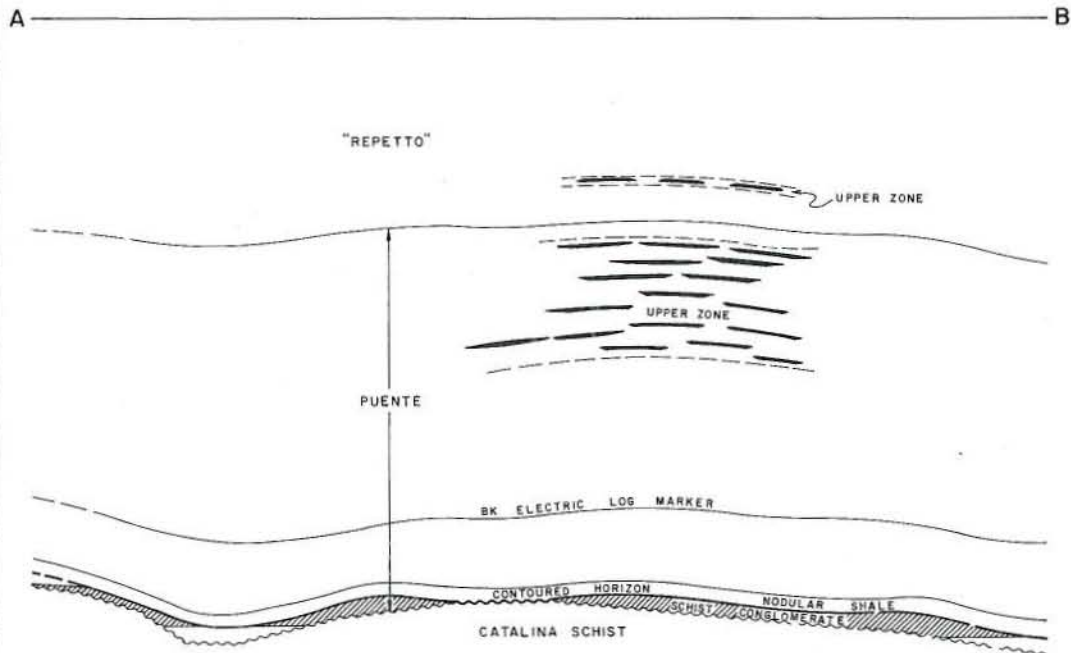 A
B
"REPETTO"
UPPER ZONE
UPPER ZONE
PUENTE
BK ELECTRIC LOG MARKER
CONTOURED HORIZON
NODULAR SHALE
SCHIST CONGLOMERATE
CATALINA SCHIST